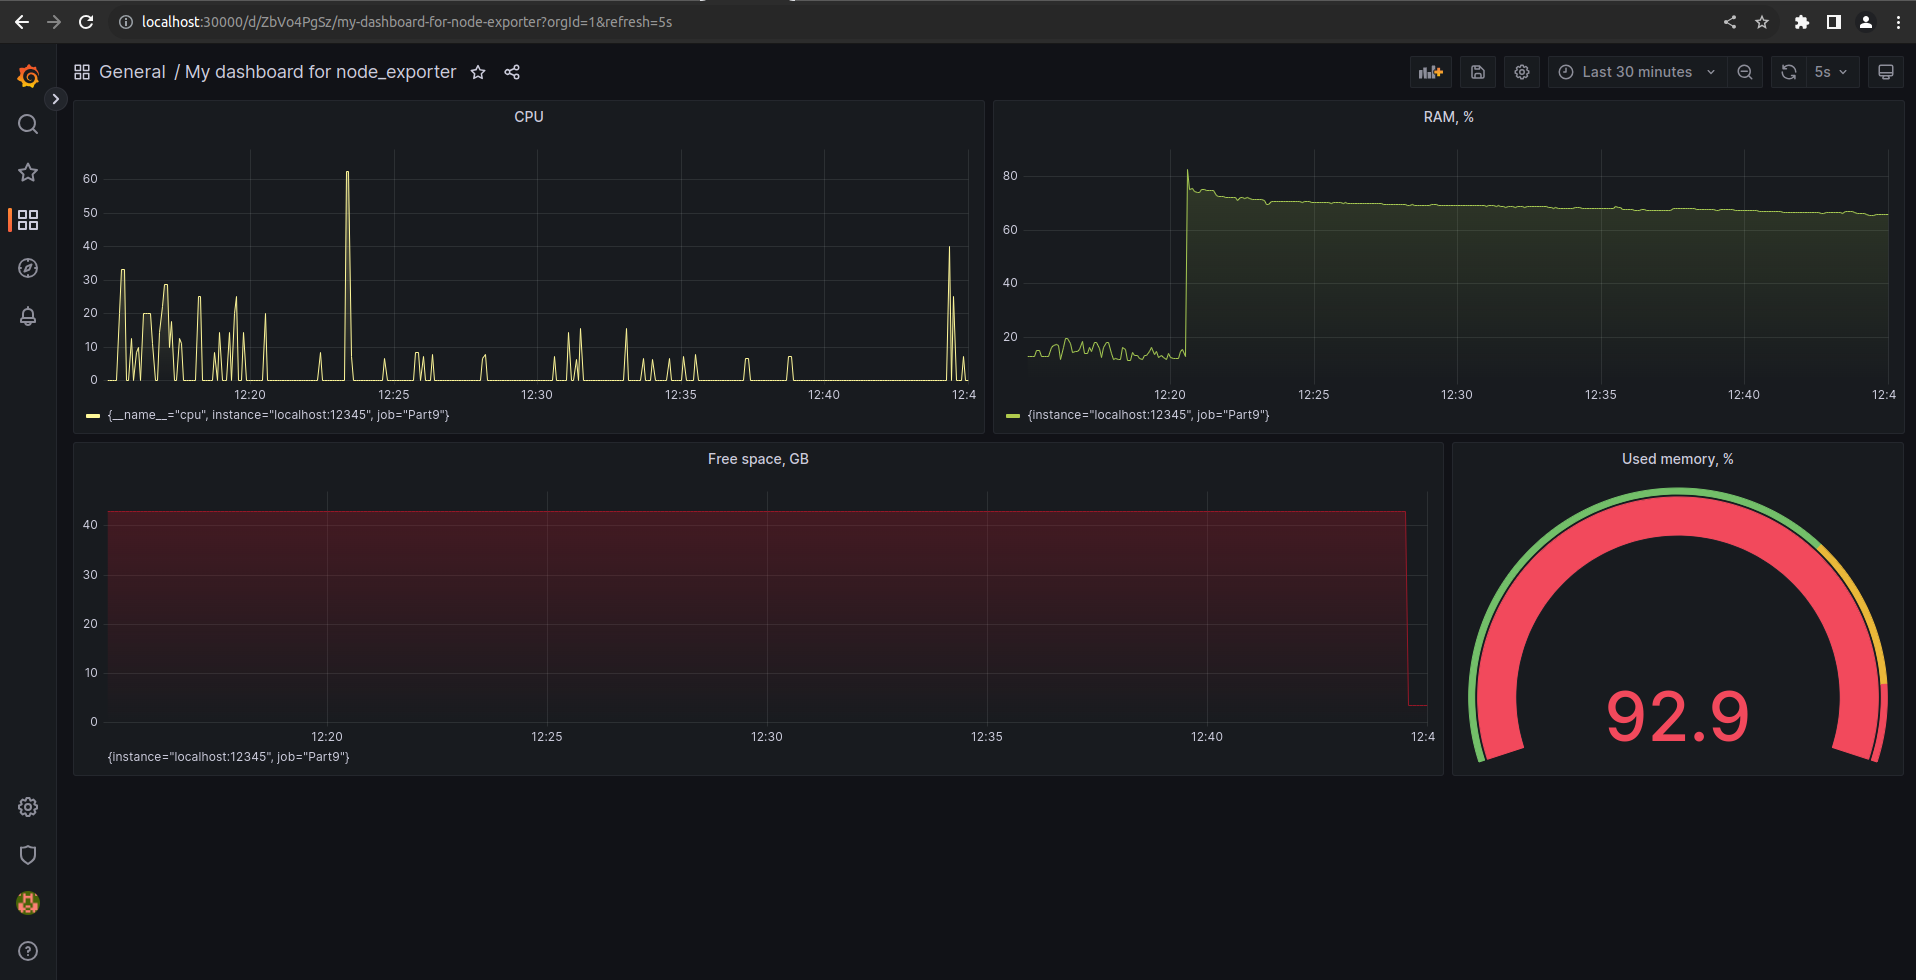 localhost:30000/d/ZbVo4PgSz/my-dashboard-for-node-exporter?orgId=1&refresh=5s
General / My dashboard for node_exporter
Last 30 minutes
5s
CPU
60
50
40
30
20
10
0
12:20 12:25 12:30 12:35 12:40 12:4
{__name__="cpu", instance="localhost:12345", job="Part9"}
RAM, %
80
60
40
20
12:20 12:25 12:30 12:35 12:40 12:4
{instance="localhost:12345", job="Part9"}
Free space, GB
40
30
20
10
0
12:20 12:25 12:30 12:35 12:40 12:4
{instance="localhost:12345", job="Part9"}
Used memory, %
92.9